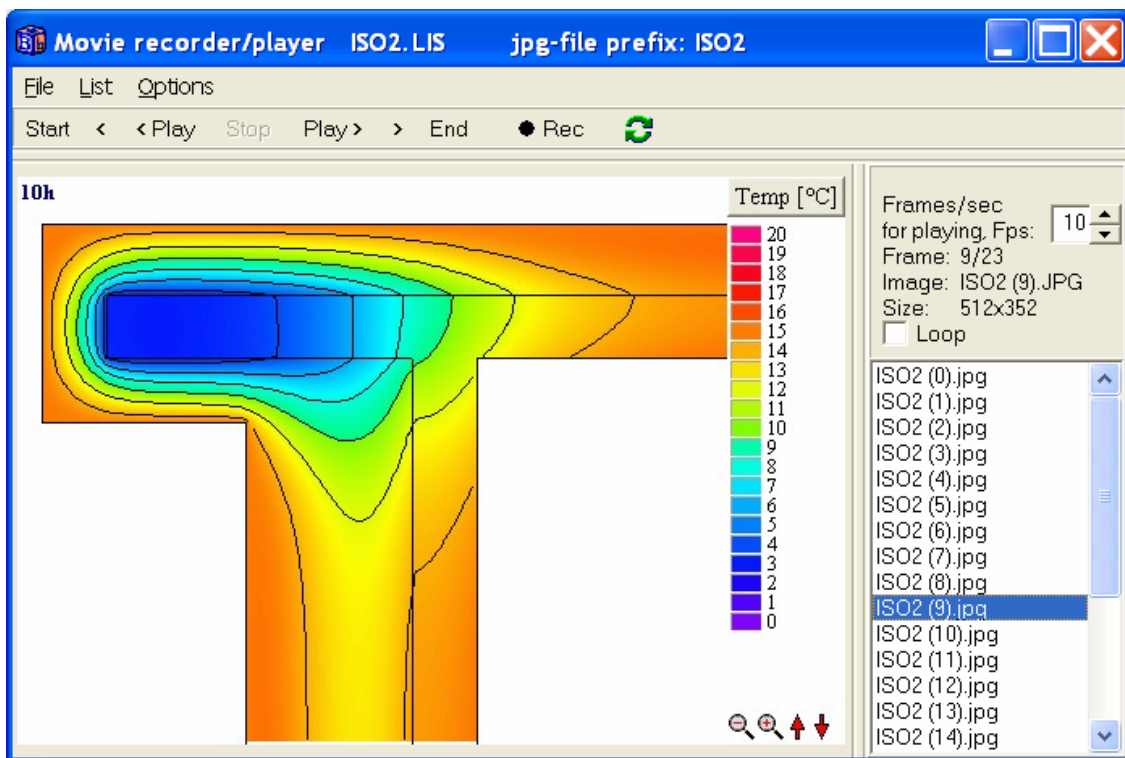 Movie recorder/player ISO2.LIS jpg-file prefix: ISO2
File List Options
Start < < Play Stop Play > > End ● Rec
10h
Temp [°C]
20
19
18
17
16
15
14
13
12
11
10
9
8
7
6
5
4
3
2
1
0
Frames/sec
for playing, Fps: 10
Frame: 9/23
Image: ISO2 (9).JPG
Size: 512x352
Loop
ISO2 (0).jpg
ISO2 (1).jpg
ISO2 (2).jpg
ISO2 (3).jpg
ISO2 (4).jpg
ISO2 (5).jpg
ISO2 (6).jpg
ISO2 (7).jpg
ISO2 (8).jpg
ISO2 (9).jpg
ISO2 (10).jpg
ISO2 (11).jpg
ISO2 (12).jpg
ISO2 (13).jpg
ISO2 (14).jpg